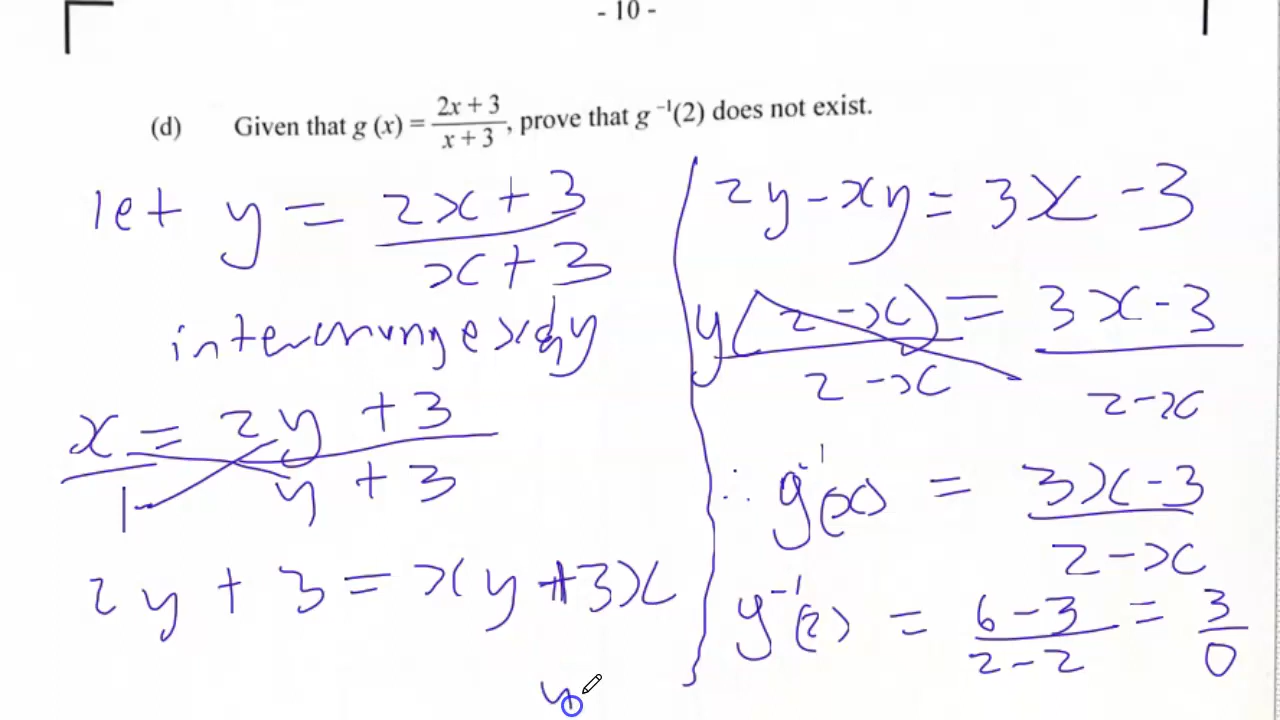 - 10 -
(d) Given that g (x) = (2x + 3)/(x + 3), prove that g ⁻¹(2) does not exist.
let y = (2x + 3)/(x + 3)
x/1 = (2y + 3)/(y + 3)
2y + 3 = xy + 3x
2y - xy = 3x - 3
y(2 - x)/(2 - x) = (3x - 3)/(2 - x)
∴ g⁻¹(x) = (3x - 3)/(2 - x)
y⁻¹(2) = (6 - 3)/(2 - 2) = 3/0